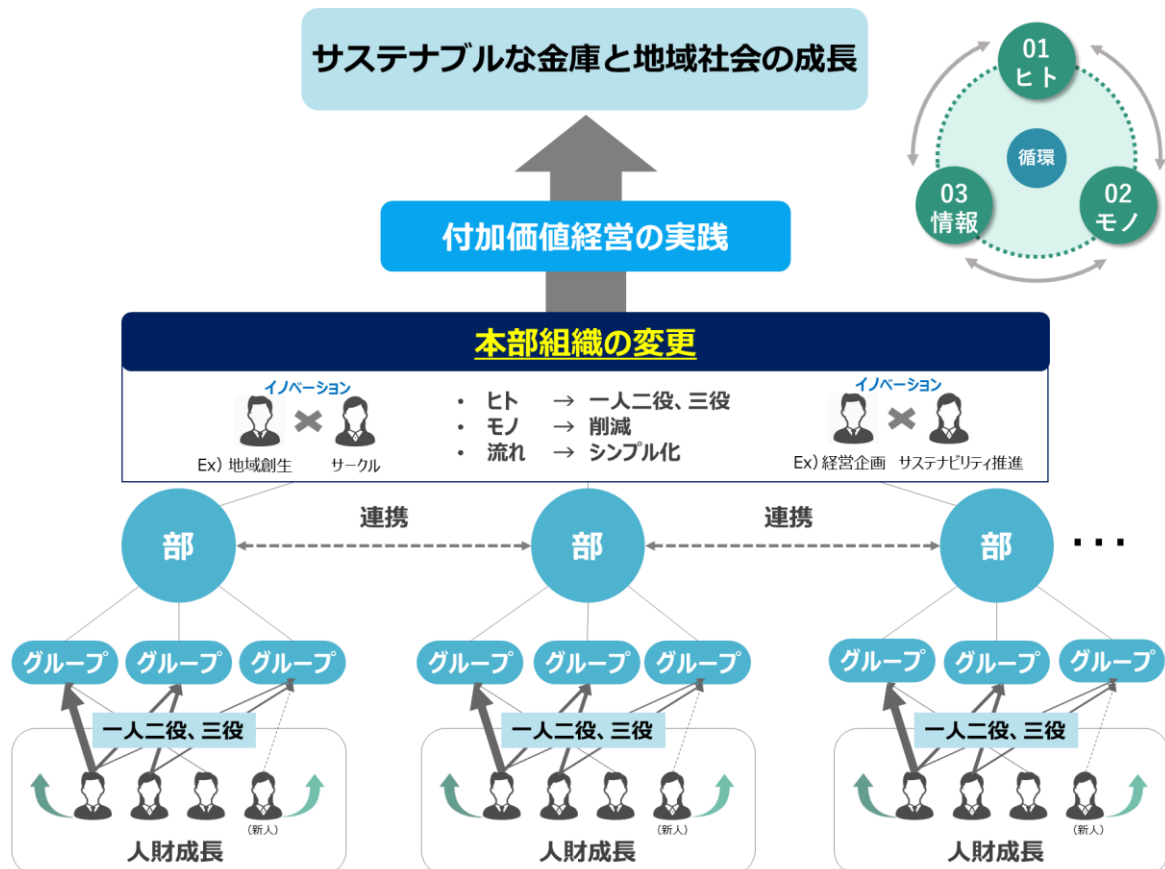 サステナブルな金庫と地域社会の成長
01
ヒト
循環
03
情報
02
モノ
付加価値経営の実践
本部組織の変更
イノベーション
Ex）地域創生 サークル
・ ヒト → 一人二役、三役
・ モノ → 削減
・ 流れ → シンプル化
イノベーション
Ex）経営企画 サステナビリティ推進
部 連携 部 連携 部 ・・・
グループ グループ グループ
一人二役、三役
(新人)
人財成長
グループ グループ グループ
一人二役、三役
(新人)
人財成長
グループ グループ グループ
一人二役、三役
(新人)
人財成長